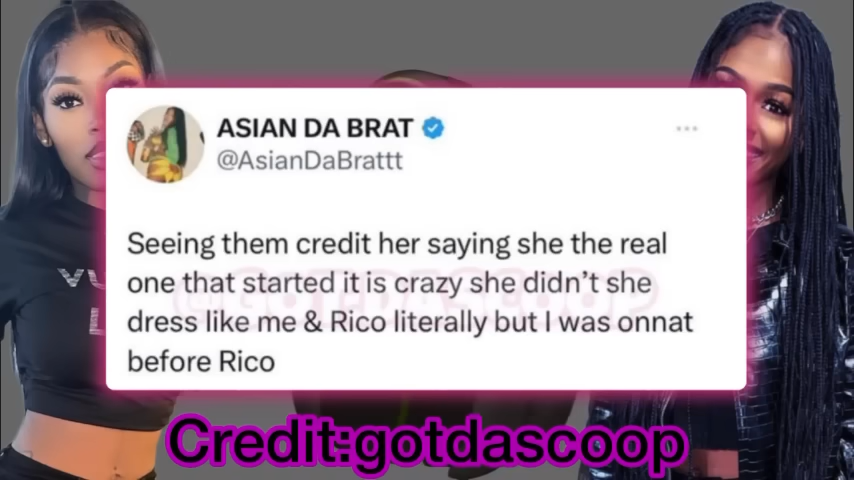 ASIAN DA BRAT
@AsianDaBrattt
Seeing them credit her saying she the real
one that started it is crazy she didn't she
dress like me & Rico literally but I was onnat
before Rico
@GOTDASCOOP
Credit:gotdascoop